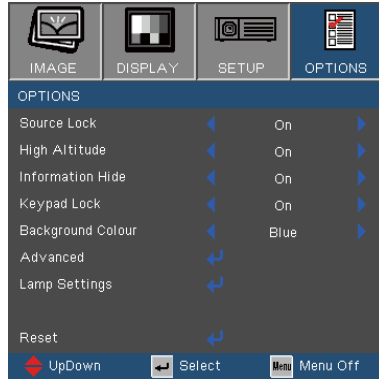 IMAGE DISPLAY SETUP OPTIONS
OPTIONS
Source Lock On
High Altitude On
Information Hide On
Keypad Lock On
Background Colour Blue
Advanced
Lamp Settings
Reset
UpDown Select Menu Menu Off